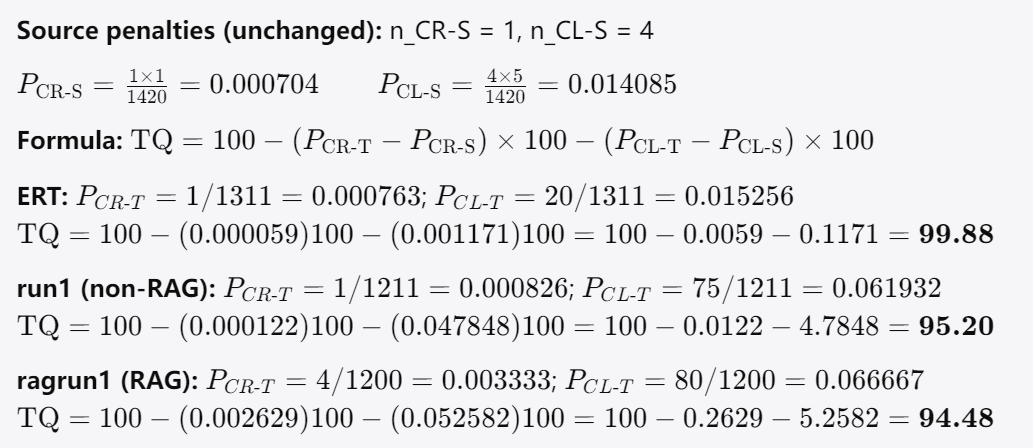 Source penalties (unchanged): n_CR-S = 1, n_CL-S = 4
P_CR-S = 1×1/1420 = 0.000704 P_CL-S = 4×5/1420 = 0.014085
Formula: TQ = 100 − (P_CR-T − P_CR-S) × 100 − (P_CL-T − P_CL-S) × 100
ERT: P_CR-T = 1/1311 = 0.000763; P_CL-T = 20/1311 = 0.015256
TQ = 100 − (0.000059)100 − (0.001171)100 = 100 − 0.0059 − 0.1171 = 99.88
run1 (non-RAG): P_CR-T = 1/1211 = 0.000826; P_CL-T = 75/1211 = 0.061932
TQ = 100 − (0.000122)100 − (0.047848)100 = 100 − 0.0122 − 4.7848 = 95.20
ragrun1 (RAG): P_CR-T = 4/1200 = 0.003333; P_CL-T = 80/1200 = 0.066667
TQ = 100 − (0.002629)100 − (0.052582)100 = 100 − 0.2629 − 5.2582 = 94.48